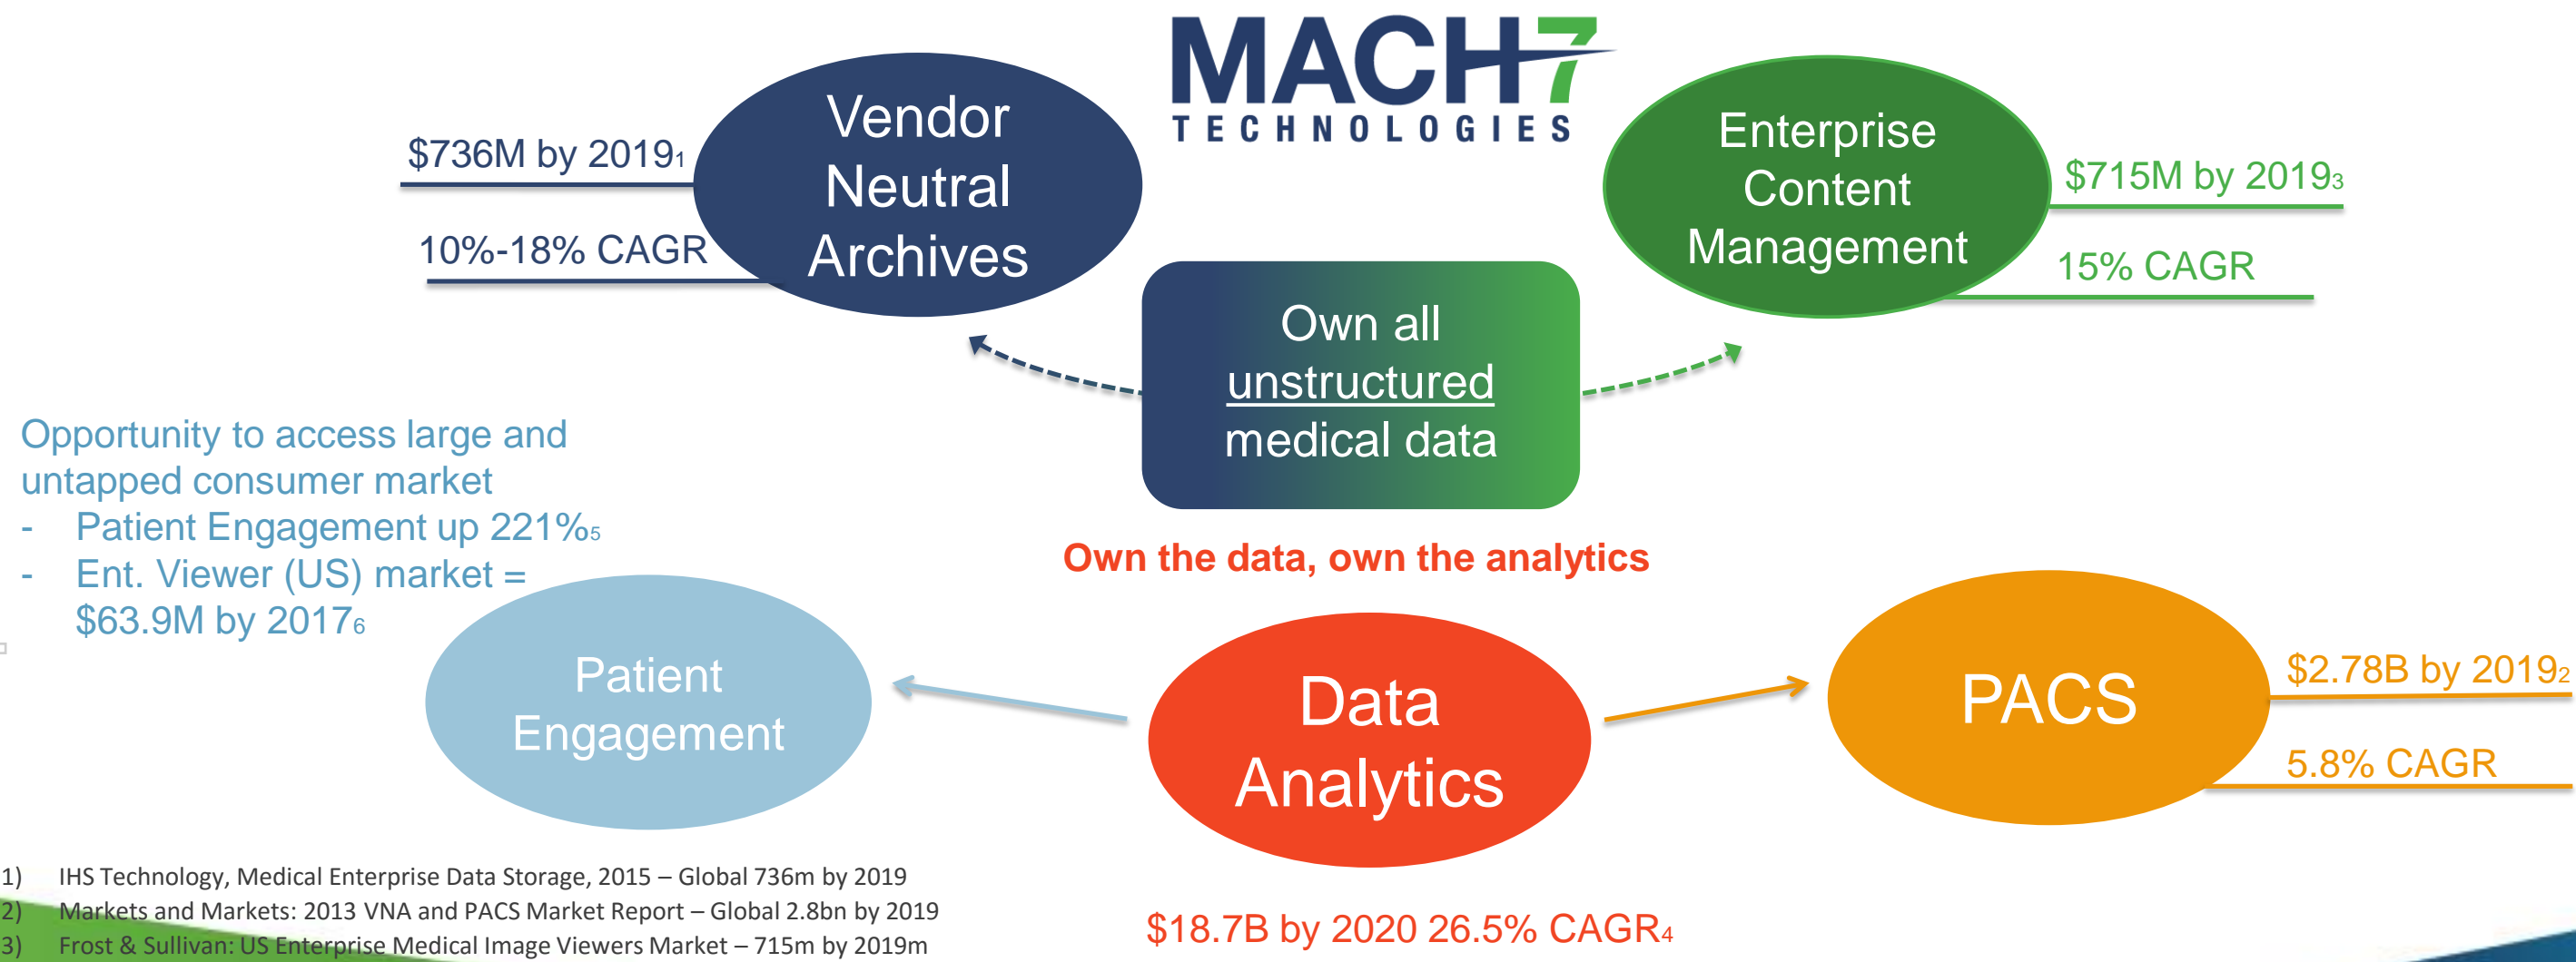 MACH7
TECHNOLOGIES
Vendor
Neutral
Archives
$736M by 20191
10%-18% CAGR
Enterprise
Content
Management
$715M by 20193
15% CAGR
Own all
unstructured
medical data
Own the data, own the analytics
Opportunity to access large and
untapped consumer market
- Patient Engagement up 221%5
- Ent. Viewer (US) market =
$63.9M by 20176
Patient
Engagement
Data
Analytics
$18.7B by 2020 26.5% CAGR4
PACS
$2.78B by 20192
5.8% CAGR
1) IHS Technology, Medical Enterprise Data Storage, 2015 – Global 736m by 2019
2) Markets and Markets: 2013 VNA and PACS Market Report – Global 2.8bn by 2019
3) Frost & Sullivan: US Enterprise Medical Image Viewers Market – 715m by 2019m